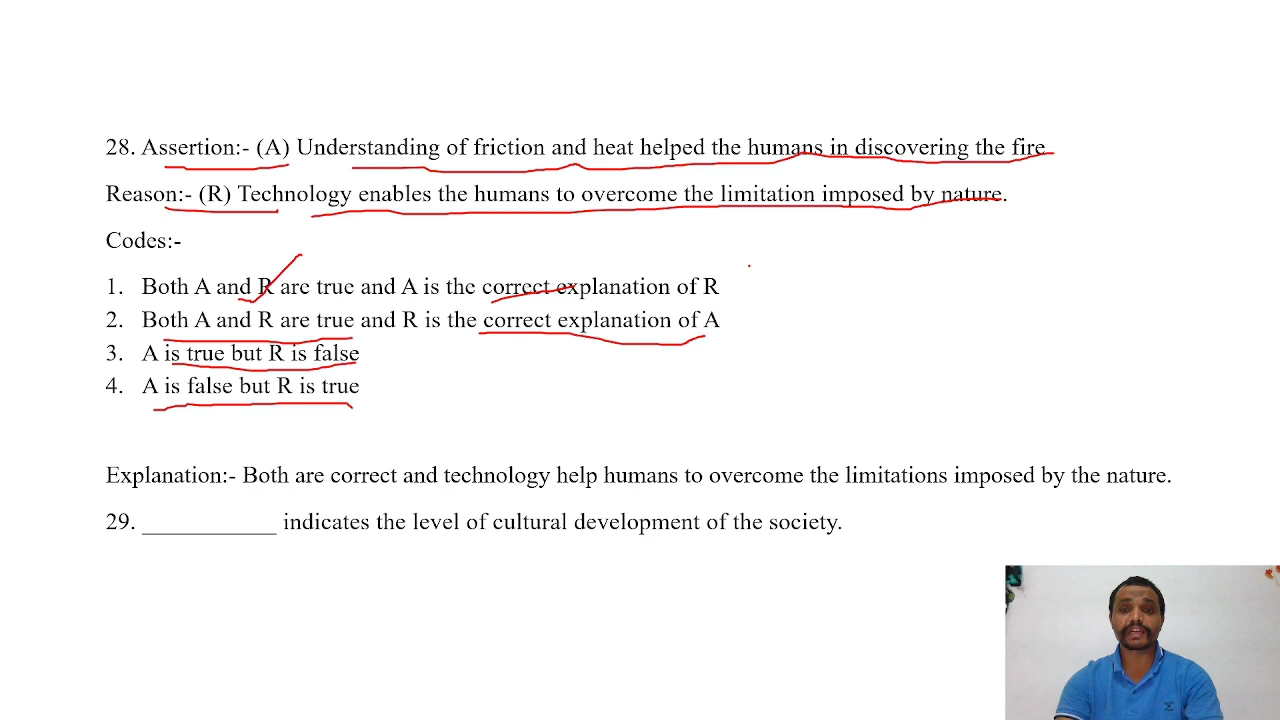 28. Assertion:- (A) Understanding of friction and heat helped the humans in discovering the fire
Reason:- (R) Technology enables the humans to overcome the limitation imposed by nature.
Codes:-
1. Both A and R are true and A is the correct explanation of R
2. Both A and R are true and R is the correct explanation of A
3. A is true but R is false
4. A is false but R is true
Explanation:- Both are correct and technology help humans to overcome the limitations imposed by the nature.
29. ____________ indicates the level of cultural development of the society.